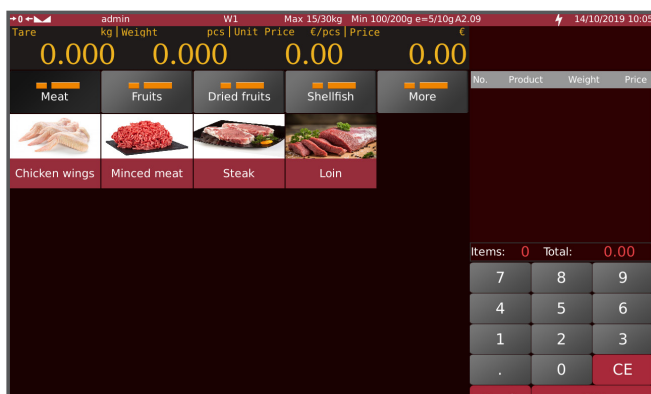 →0← admin W1 Max 15/30kg Min 100/200g e=5/10g A2.09 14/10/2019 10:05
Tare kg Weight pcs Unit Price €/pcs Price €
0.000 0.000 0.00 0.00
Meat Fruits Dried fruits Shellfish More
No. Product Weight Price
Chicken wings Minced meat Steak Loin
Items: 0 Total: 0.00
7 8 9
4 5 6
1 2 3
. 0 CE